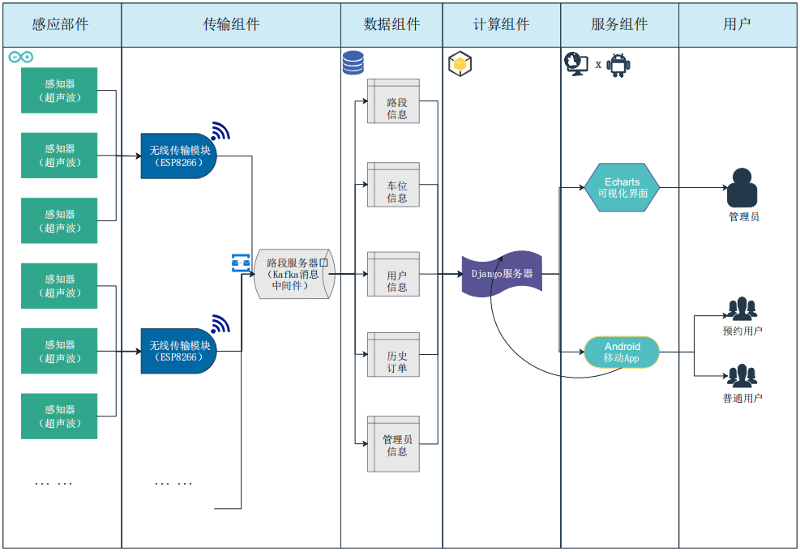 感应部件
传输组件
数据组件
计算组件
服务组件
用户
x
感知器
（超声波）
感知器
（超声波）
感知器
（超声波）
感知器
（超声波）
感知器
（超声波）
感知器
（超声波）
... ...
无线传输模块
（ESP8266）
无线传输模块
（ESP8266）
... ...
路段服务器
（Kafka消息
中间件）
路段
信息
车位
信息
用户
信息
历史
订单
管理员
信息
Django服务器
Echarts
可视化界面
Android
移动App
管理员
预约用户
普通用户